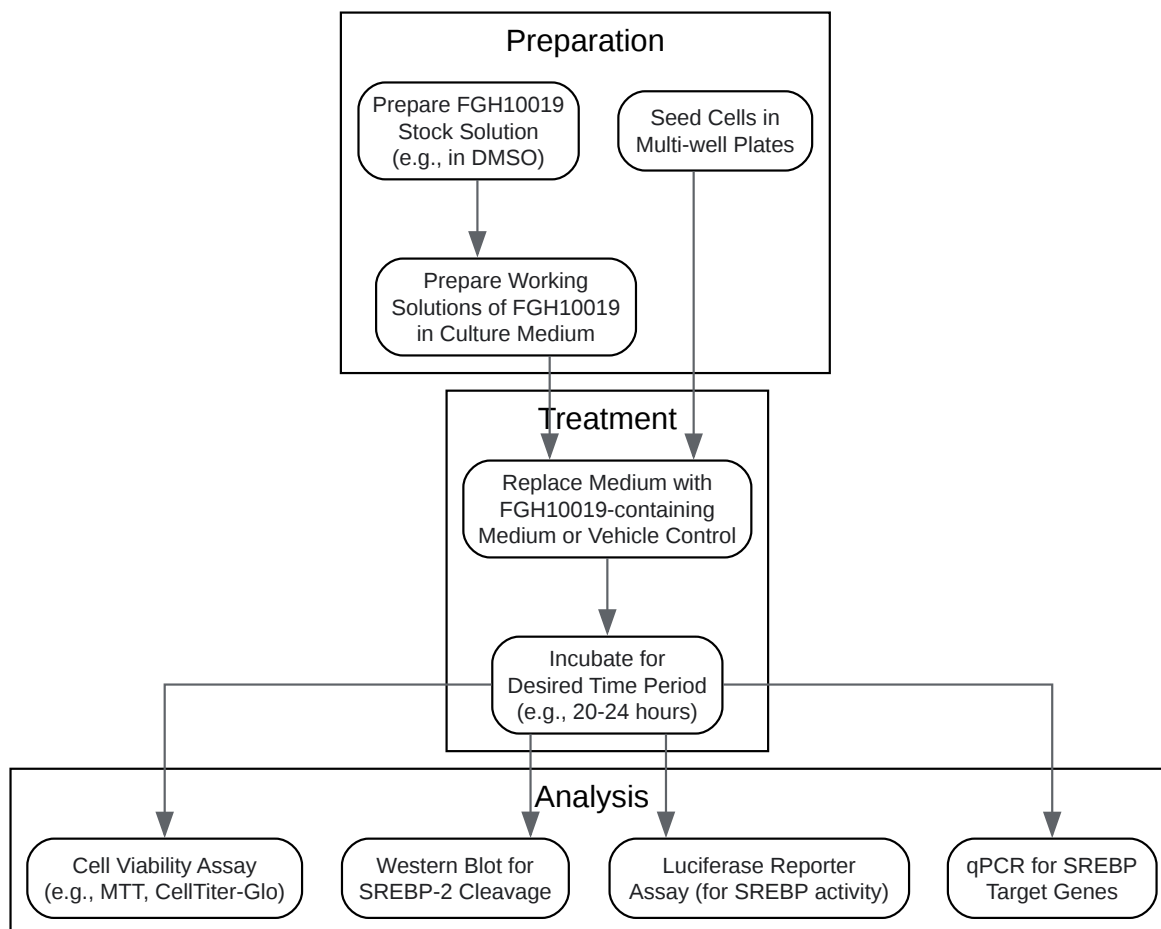 Preparation
Prepare FGH10019
Stock Solution
(e.g., in DMSO)
Seed Cells in
Multi-well Plates
Prepare Working
Solutions of FGH10019
in Culture Medium
Treatment
Replace Medium with
FGH10019-containing
Medium or Vehicle Control
Incubate for
Desired Time Period
(e.g., 20-24 hours)
Analysis
Cell Viability Assay
(e.g., MTT, CellTiter-Glo)
Western Blot for
SREBP-2 Cleavage
Luciferase Reporter
Assay (for SREBP activity)
qPCR for SREBP
Target Genes